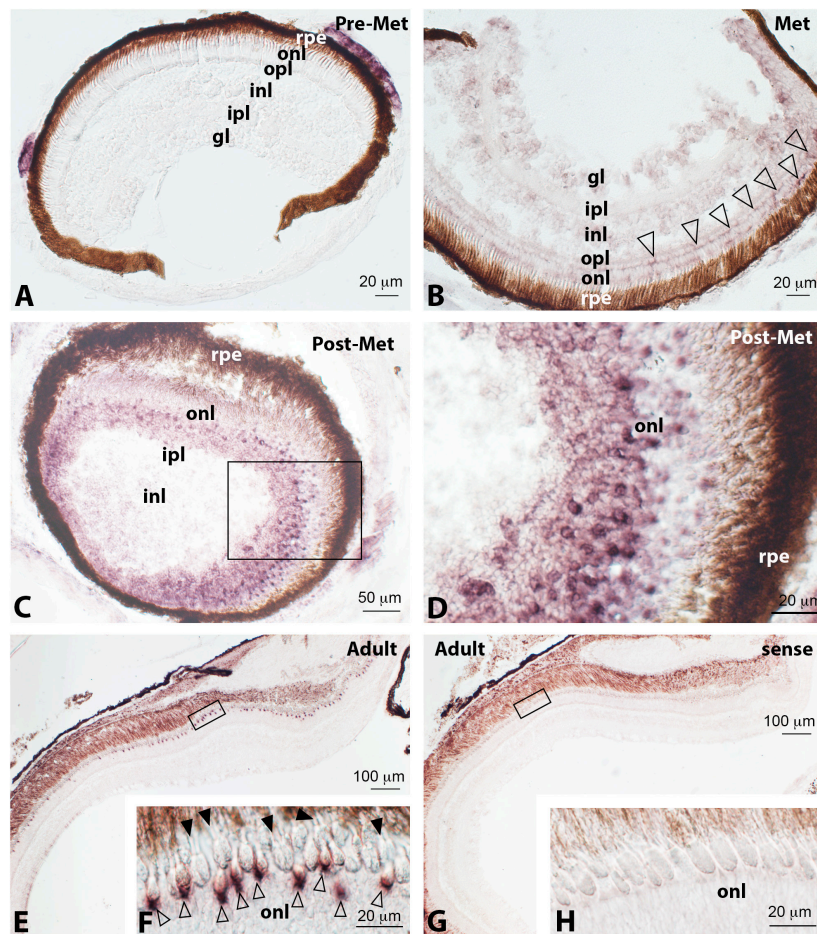 Pre-Met
rpe
onl
opl
inl
ipl
gl
20 μm
A
Met
gl
ipl
inl
opl
onl
rpe
20 μm
B
Post-Met
rpe
onl
ipl
inl
50 μm
C
Post-Met
onl
rpe
20 μm
D
Adult
100 μm
E
F
onl
20 μm
Adult
sense
100 μm
G
H
onl
20 μm